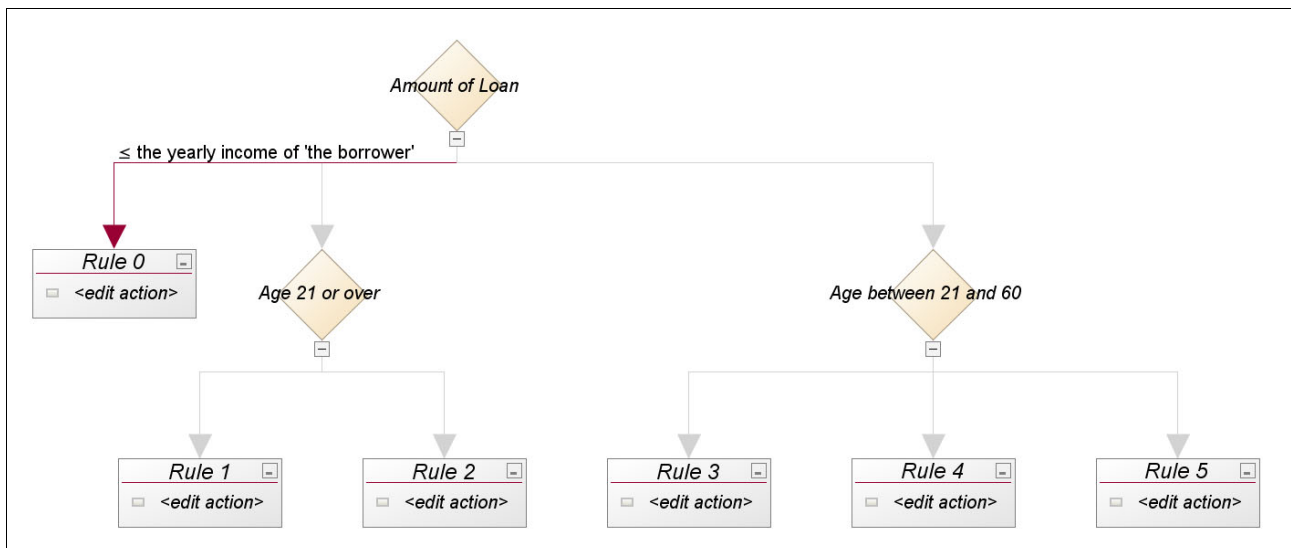 Amount of Loan
≤ the yearly income of 'the borrower'
Rule 0
<edit action>
Age 21 or over
Age between 21 and 60
Rule 1
<edit action>
Rule 2
<edit action>
Rule 3
<edit action>
Rule 4
<edit action>
Rule 5
<edit action>